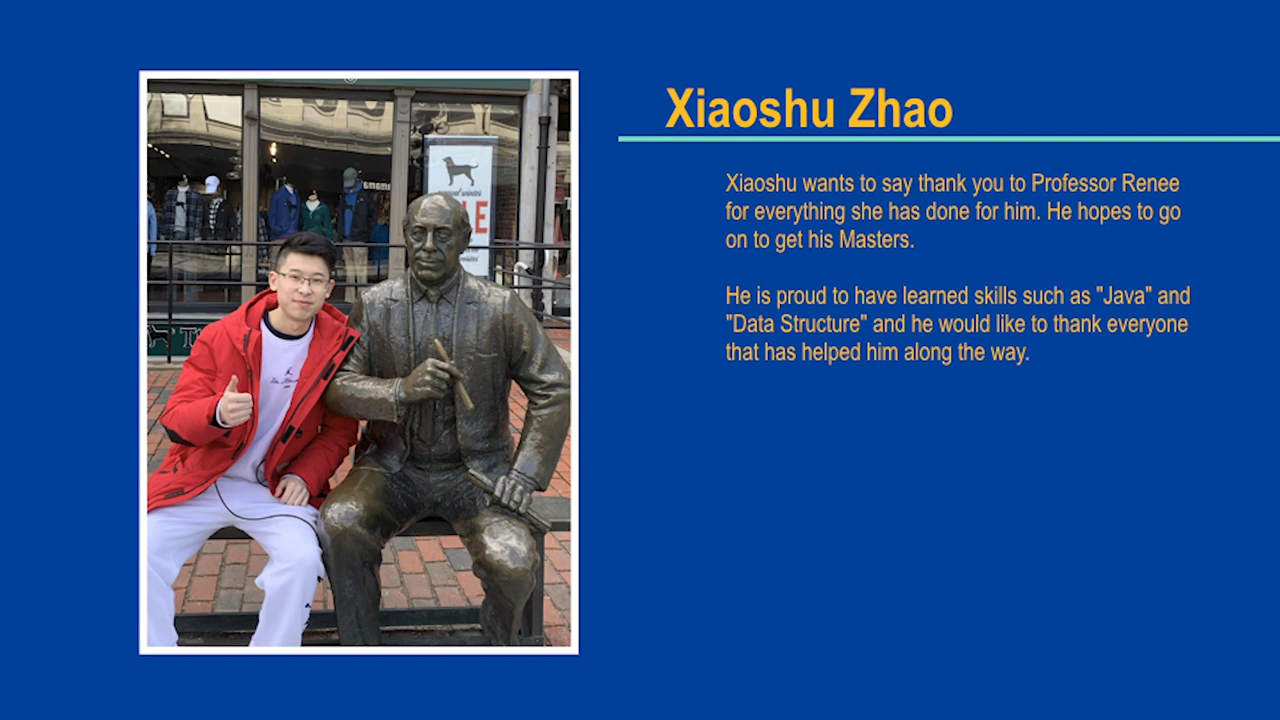 Xiaoshu Zhao
Xiaoshu wants to say thank you to Professor Renee
for everything she has done for him. He hopes to go
on to get his Masters.
He is proud to have learned skills such as "Java" and
"Data Structure" and he would like to thank everyone
that has helped him along the way.